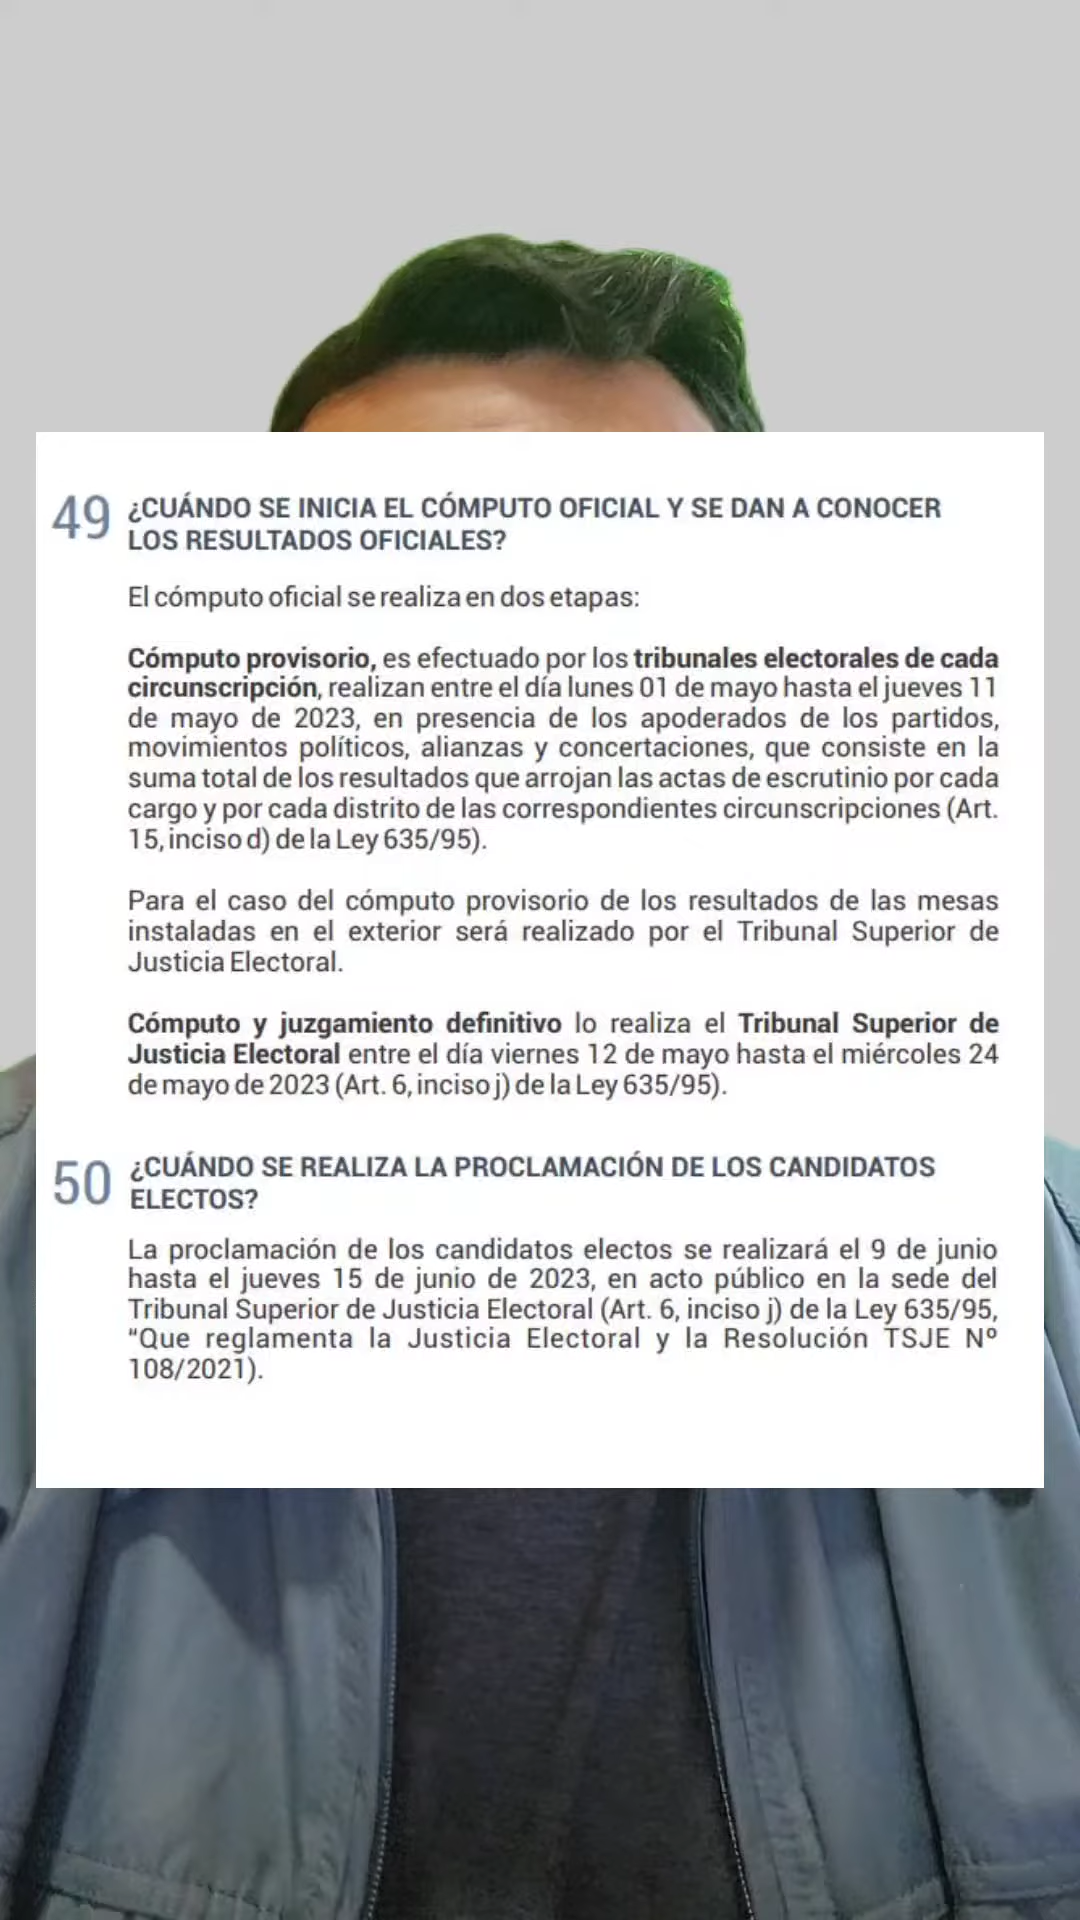 49 ¿CUÁNDO SE INICIA EL CÓMPUTO OFICIAL Y SE DAN A CONOCER
LOS RESULTADOS OFICIALES?
El cómputo oficial se realiza en dos etapas:
Cómputo provisorio, es efectuado por los tribunales electorales de cada
circunscripción, realizan entre el día lunes 01 de mayo hasta el jueves 11
de mayo de 2023, en presencia de los apoderados de los partidos,
movimientos políticos, alianzas y concertaciones, que consiste en la
suma total de los resultados que arrojan las actas de escrutinio por cada
cargo y por cada distrito de las correspondientes circunscripciones (Art.
15, inciso d) de la Ley 635/95).
Para el caso del cómputo provisorio de los resultados de las mesas
instaladas en el exterior será realizado por el Tribunal Superior de
Justicia Electoral.
Cómputo y juzgamiento definitivo lo realiza el Tribunal Superior de
Justicia Electoral entre el día viernes 12 de mayo hasta el miércoles 24
de mayo de 2023 (Art. 6, inciso j) de la Ley 635/95).
50 ¿CUÁNDO SE REALIZA LA PROCLAMACIÓN DE LOS CANDIDATOS
ELECTOS?
La proclamación de los candidatos electos se realizará el 9 de junio
hasta el jueves 15 de junio de 2023, en acto público en la sede del
Tribunal Superior de Justicia Electoral (Art. 6, inciso j) de la Ley 635/95,
“Que reglamenta la Justicia Electoral y la Resolución TSJE Nº
108/2021).